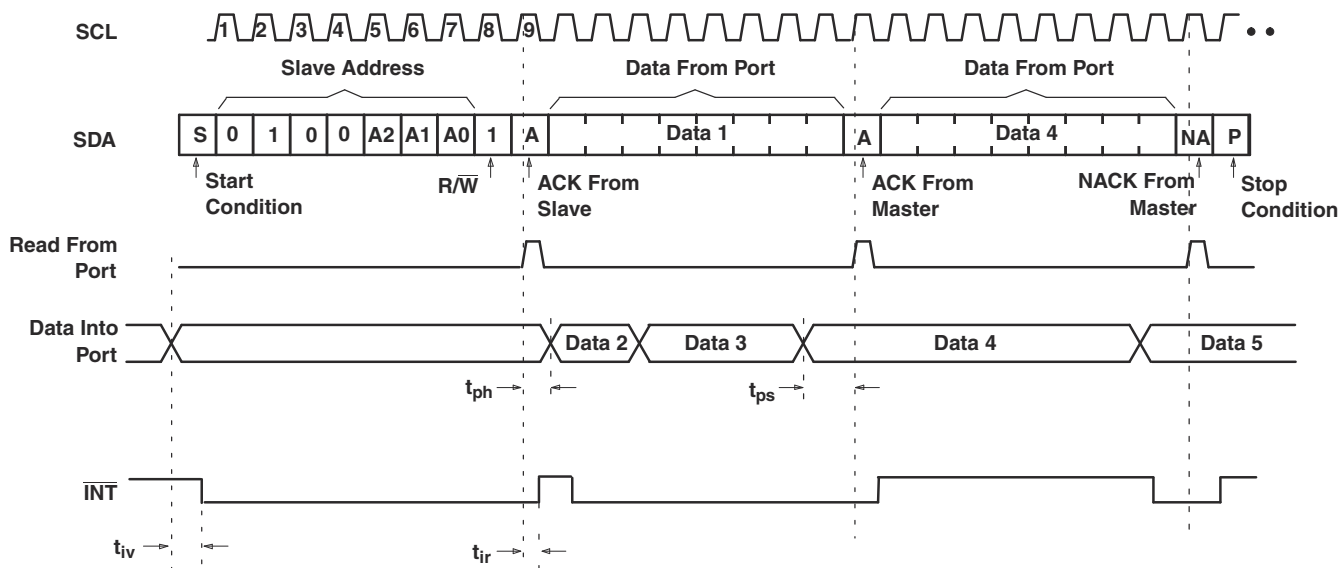 SCL 1 2 3 4 5 6 7 8 9
Slave Address Data From Port Data From Port
SDA S 0 1 0 0 A2 A1 A0 1 A Data 1 A Data 4 NA P
Start Condition
R/W̅
ACK From Slave
ACK From Master
NACK From Master
Stop Condition
Read From Port
Data Into Port
Data 2 Data 3 Data 4 Data 5
tph tps
I̅N̅T̅
tiv tir